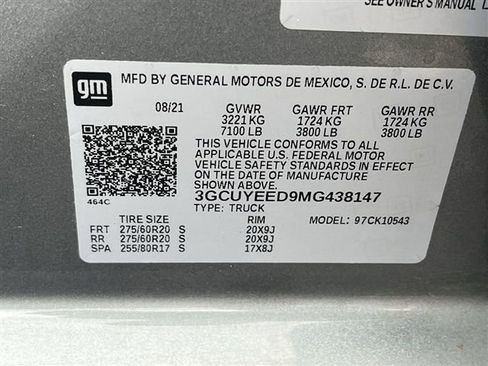 SEE OWNER'S MANUAL
gm
MFD BY GENERAL MOTORS DE MEXICO, S. DE R.L. DE C.V.
08/21 GVWR GAWR FRT GAWR RR
3221 KG 1724 KG 1724 KG
7100 LB 3800 LB 3800 LB
THIS VEHICLE CONFORMS TO ALL
APPLICABLE U.S. FEDERAL MOTOR
VEHICLE SAFETY STANDARDS IN EFFECT
ON THE DATE OF MANUFACTURE
SHOWN ABOVE.
3GCUYEED9MG438147
464C
TYPE: TRUCK
TIRE SIZE RIM MODEL: 97CK10543
FRT 275/60R20 S 20X9J
RR 275/60R20 S 20X9J
SPA 255/80R17 S 17X8J